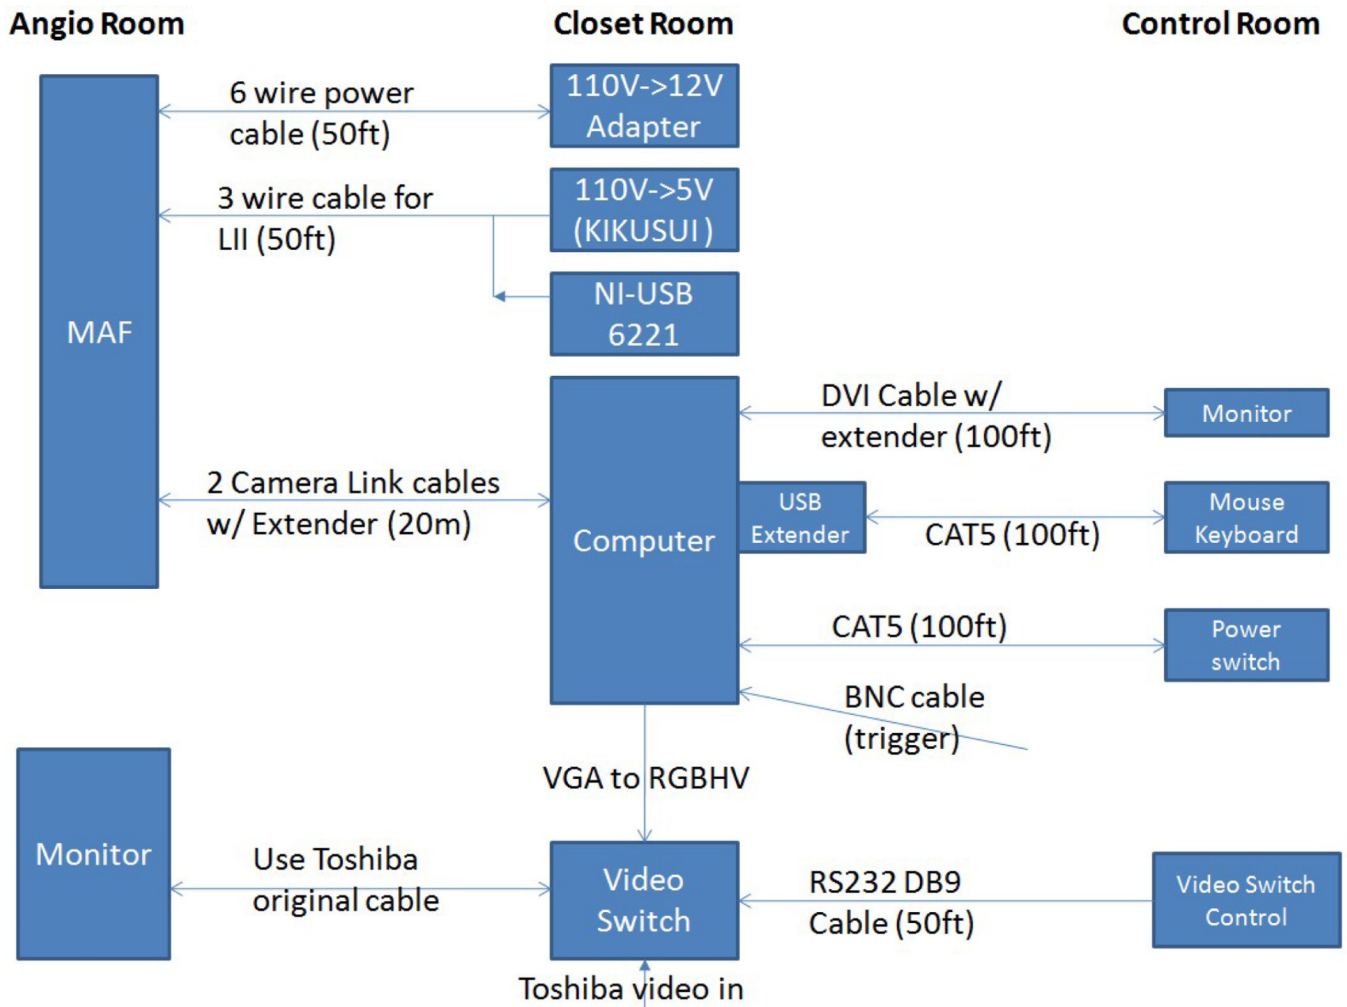 Angio Room
Closet Room
Control Room
6 wire power
cable (50ft)
110V->12V
Adapter
3 wire cable for
LII (50ft)
110V->5V
(KIKUSUI )
NI-USB
6221
MAF
2 Camera Link cables
w/ Extender (20m)
Computer
DVI Cable w/
extender (100ft)
Monitor
USB
Extender
CAT5 (100ft)
Mouse
Keyboard
CAT5 (100ft)
Power
switch
BNC cable
(trigger)
VGA to RGBHV
Monitor
Use Toshiba
original cable
Video
Switch
RS232 DB9
Cable (50ft)
Video Switch
Control
Toshiba video in